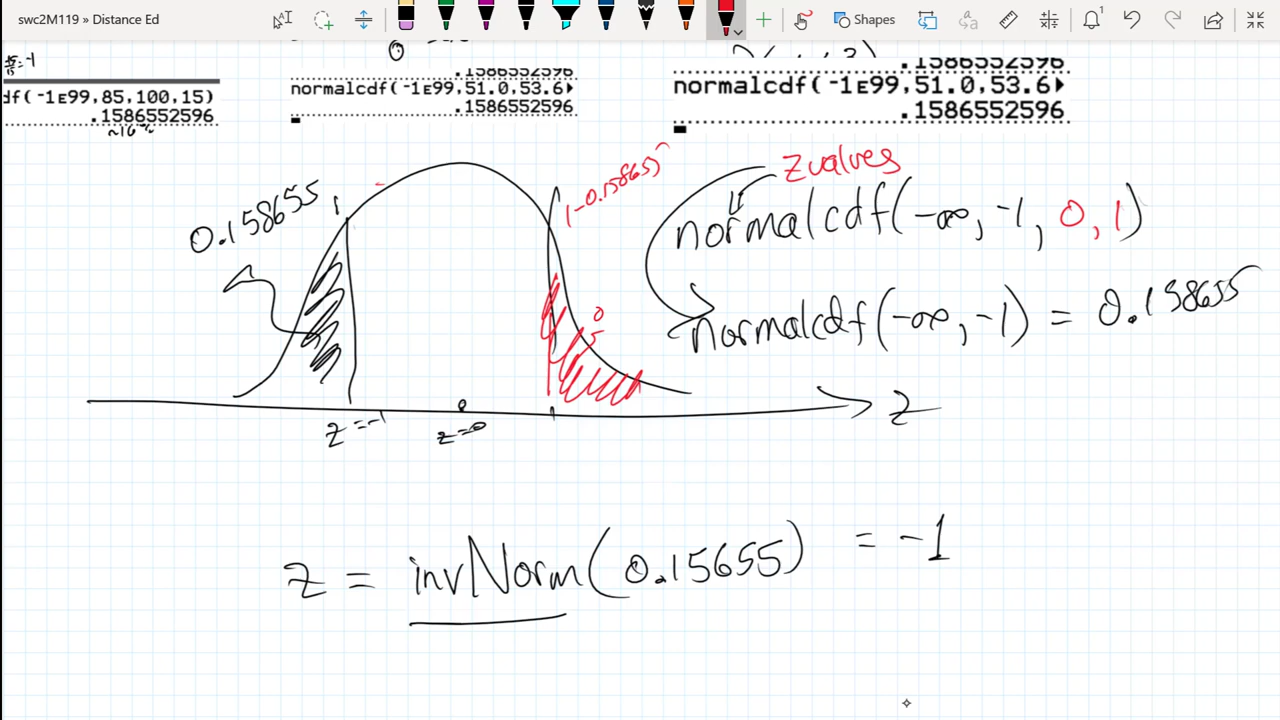 swc2M119 » Distance Ed
Shapes
df(-1E99,85,100,15)
.1586552596
~16%
.1586552596
normalcdf(-1E99,51.0,53.6
.1586552596
.1586552596
normalcdf(-1E99,51.0,53.6
.1586552596
0.158655
1-0.158655
z values
normalcdf(-∞, -1, 0, 1)
normalcdf(-∞, -1) = 0.158655
z=-1
z=0
z
z = invNorm(0.15655) = -1